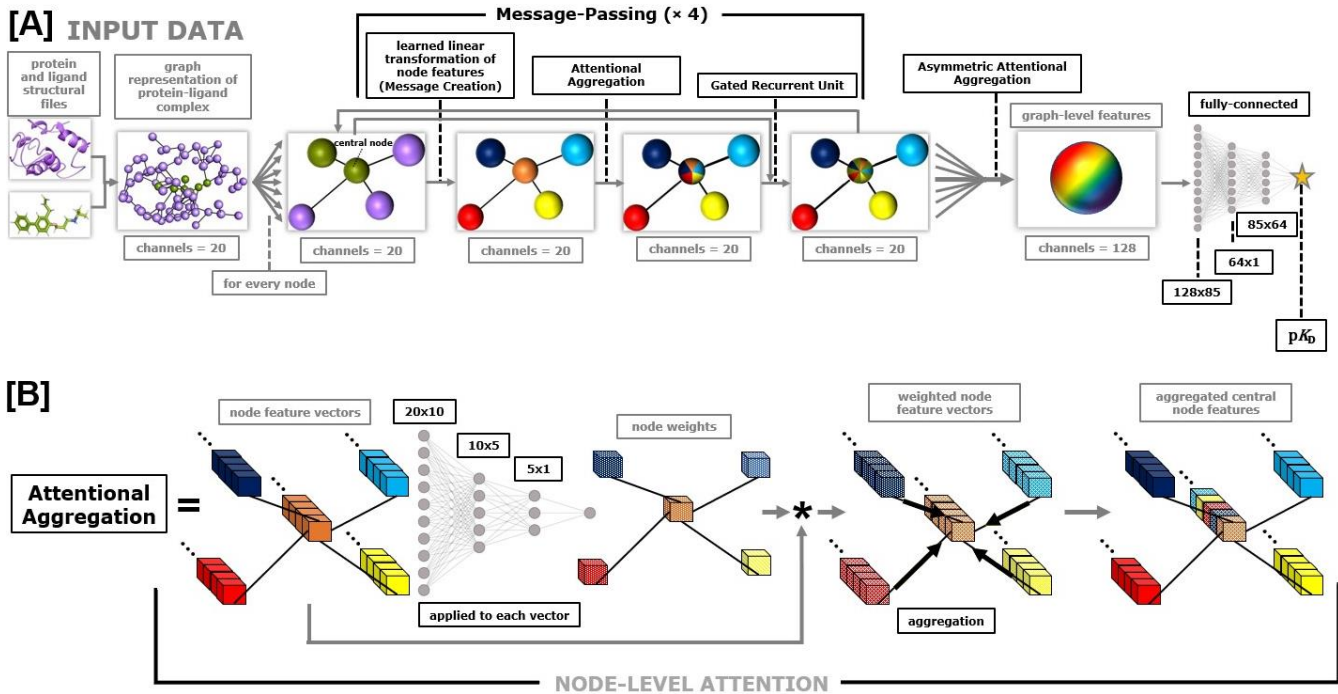 [A] INPUT DATA
Message-Passing (× 4)
protein
and ligand
structural
files
graph
representation of
protein-ligand
complex
learned linear
transformation of
node features
(Message Creation)
Attentional
Aggregation
Gated Recurrent Unit
Asymmetric Attentional
Aggregation
graph-level features
fully-connected
central node
channels = 20
channels = 20
channels = 20
channels = 20
channels = 20
channels = 128
for every node
85x64
64x1
128x85
pKD
[B]
node feature vectors
20x10
10x5
5x1
node weights
weighted node
feature vectors
aggregated central
node features
Attentional
Aggregation
=
*
applied to each vector
aggregation
NODE-LEVEL ATTENTION